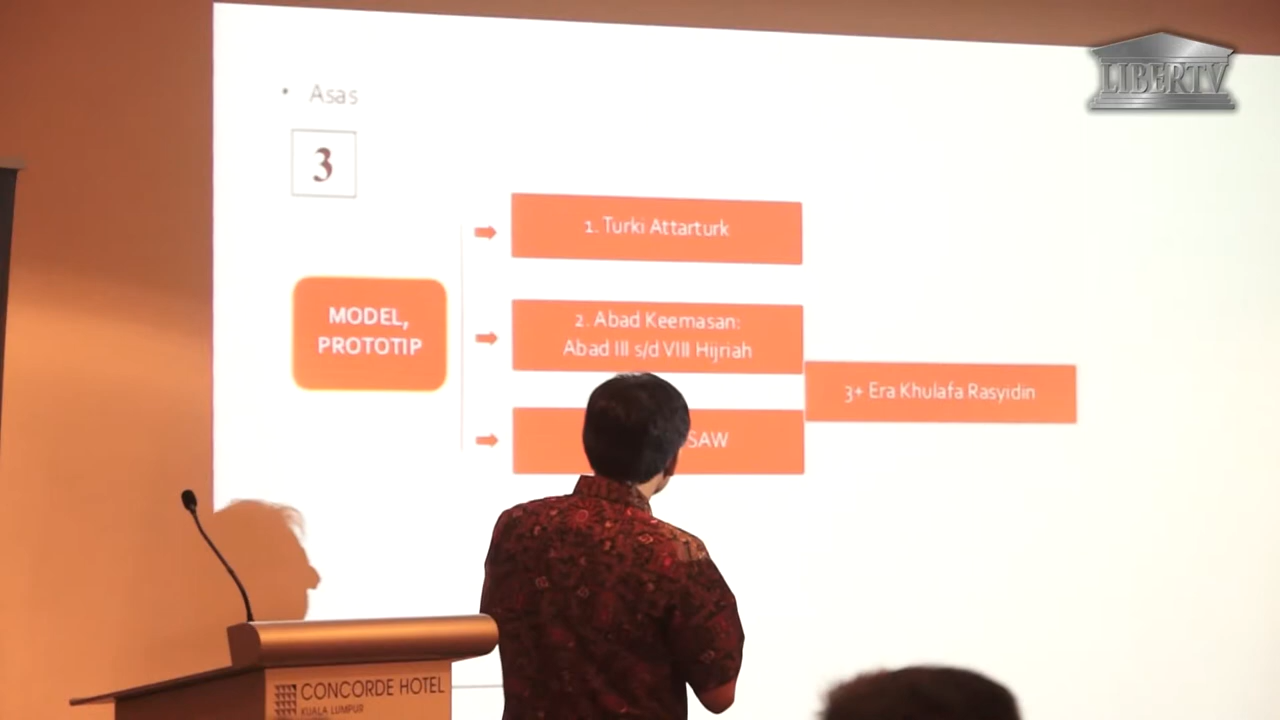 LIBERTV
• Asas
3
1. Turki Attarturk
MODEL,
PROTOTIP
2. Abad Keemasan:
Abad III s/d VIII Hijriah
3+ Era Khulafa Rasyidin
SAW
CONCORDE HOTEL
KUALA LUMPUR